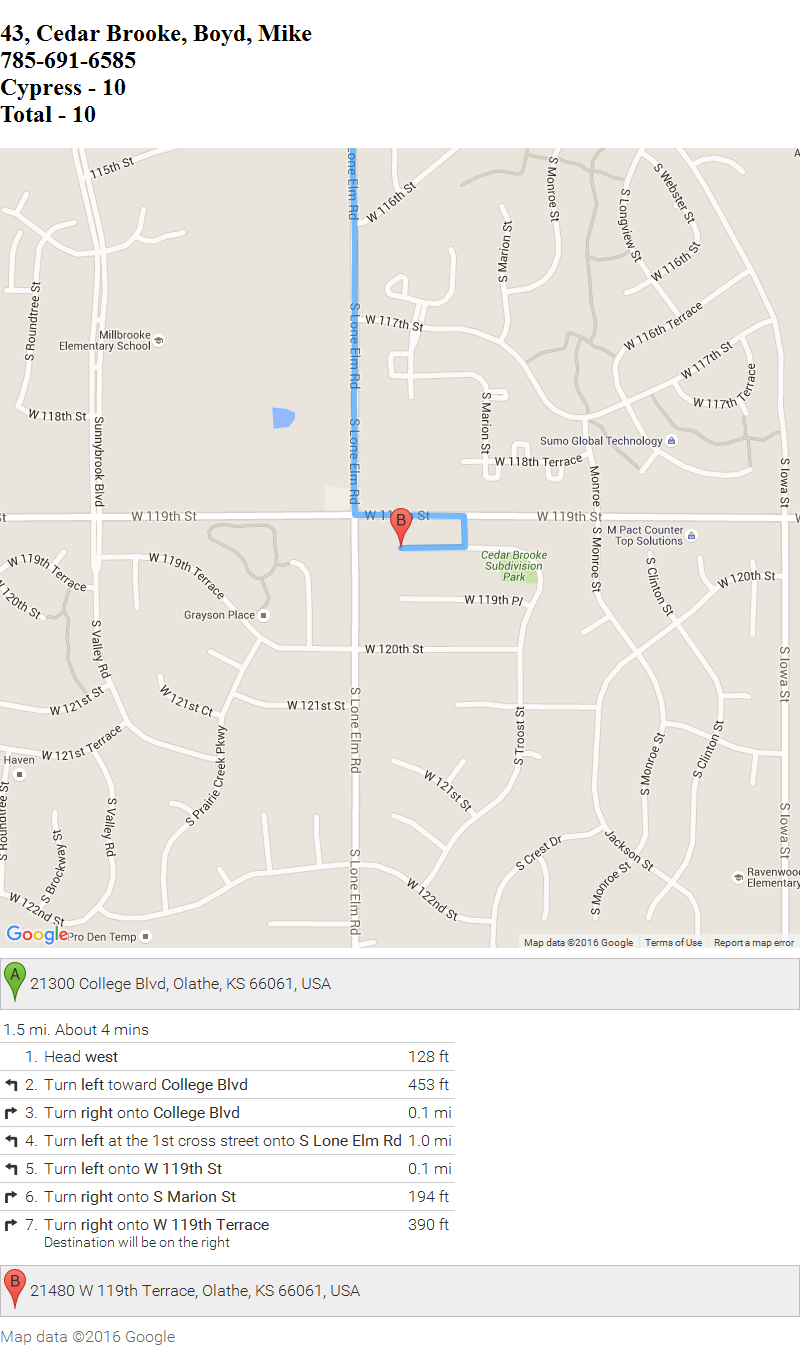 43, Cedar Brooke, Boyd, Mike
785-691-6585
Cypress - 10
Total - 10
115th St
S Lone Elm Rd
W 116th St
S Monroe St
S Webster St
S Longview St
S Marion St
W 116th St
S Roundtree St
W 117th St
W 116th Terrace
Millbrooke
Elementary School
S Lone Elm Rd
W 117th St
W 117th Terrace
W 118th St
Sunnybrook Blvd
S Marion St
S Lone Elm Rd
Sumo Global Technology
W 118th Terrace
Monroe St
S Iowa St
W 119th St
W 119th St
B
W 119th St
M Pact Counter
Top Solutions
W 119th Terrace
W 119th Terrace
Cedar Brooke
Subdivision
Park
S Monroe St
S Clinton St
W 120th St
W 120th St
W 119th Pl
Grayson Place
S Valley Rd
W 120th St
S Iowa St
W 121st St
W 121st Ct
W 121st St
S Lone Elm Rd
S Troost St
W 121st Terrace
S Prairie Creek Pkwy
S Monroe St
S Clinton St
Haven
W 121st St
S Roundtree St
S Valley Rd
S Brockway St
S Iowa St
S Crest Dr
Jackson St
S Lone Elm Rd
W 122nd St
S Monroe St
Ravenwood
Elementary
W 122nd St
Google
Pro Den Temp
Map data ©2016 Google Terms of Use Report a map error
A 21300 College Blvd, Olathe, KS 66061, USA
1.5 mi. About 4 mins
1. Head west 128 ft
2. Turn left toward College Blvd 453 ft
3. Turn right onto College Blvd 0.1 mi
4. Turn left at the 1st cross street onto S Lone Elm Rd 1.0 mi
5. Turn left onto W 119th St 0.1 mi
6. Turn right onto S Marion St 194 ft
7. Turn right onto W 119th Terrace 390 ft
Destination will be on the right
B 21480 W 119th Terrace, Olathe, KS 66061, USA
Map data ©2016 Google